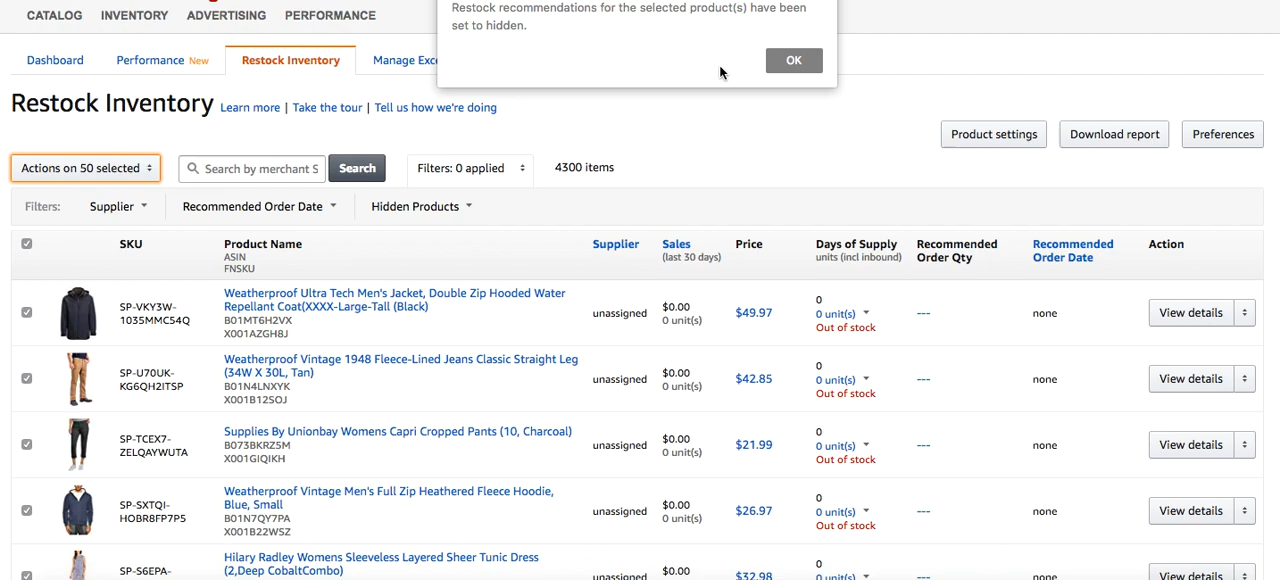 CATALOG INVENTORY ADVERTISING PERFORMANCE
Restock recommendations for the selected product(s) have been
set to hidden.
OK
Dashboard Performance New Restock Inventory Manage Exc
Restock Inventory Learn more | Take the tour | Tell us how we're doing
Product settings Download report Preferences
Actions on 50 selected Search by merchant S Search Filters: 0 applied 4300 items
Filters: Supplier Recommended Order Date Hidden Products
SKU Product Name Supplier Sales Price Days of Supply Recommended Recommended Action
ASIN (last 30 days) units (incl inbound) Order Qty Order Date
FNSKU
Weatherproof Ultra Tech Men's Jacket, Double Zip Hooded Water
SP-VKY3W- Repellant Coat(XXXX-Large-Tall (Black) unassigned $0.00 $49.97 0 --- none View details
1035MMC54Q B01MT6H2VX 0 unit(s) 0 unit(s)
X001AZGH8J Out of stock
Weatherproof Vintage 1948 Fleece-Lined Jeans Classic Straight Leg
SP-U70UK- (34W X 30L, Tan) unassigned $0.00 $42.85 0 --- none View details
KG6QH2ITSP B01N4LNXYK 0 unit(s) 0 unit(s)
X001B12SOJ Out of stock
SP-TCEX7- Supplies By Unionbay Womens Capri Cropped Pants (10, Charcoal) unassigned $0.00 $21.99 0 --- none View details
ZELQAYWUTA B073BKRZ5M 0 unit(s) 0 unit(s)
X001GIQIKH Out of stock
Weatherproof Vintage Men's Full Zip Heathered Fleece Hoodie,
SP-SXTQI- Blue, Small unassigned $0.00 $26.97 0 --- none View details
HOBR8FP7P5 B01N7QY7PA 0 unit(s) 0 unit(s)
X001B22WSZ Out of stock
Hilary Radley Womens Sleeveless Layered Sheer Tunic Dress
SP-S6EPA- (2,Deep CobaltCombo) unassigned $0.00 $32.98 0 none View details
0 unit(s)